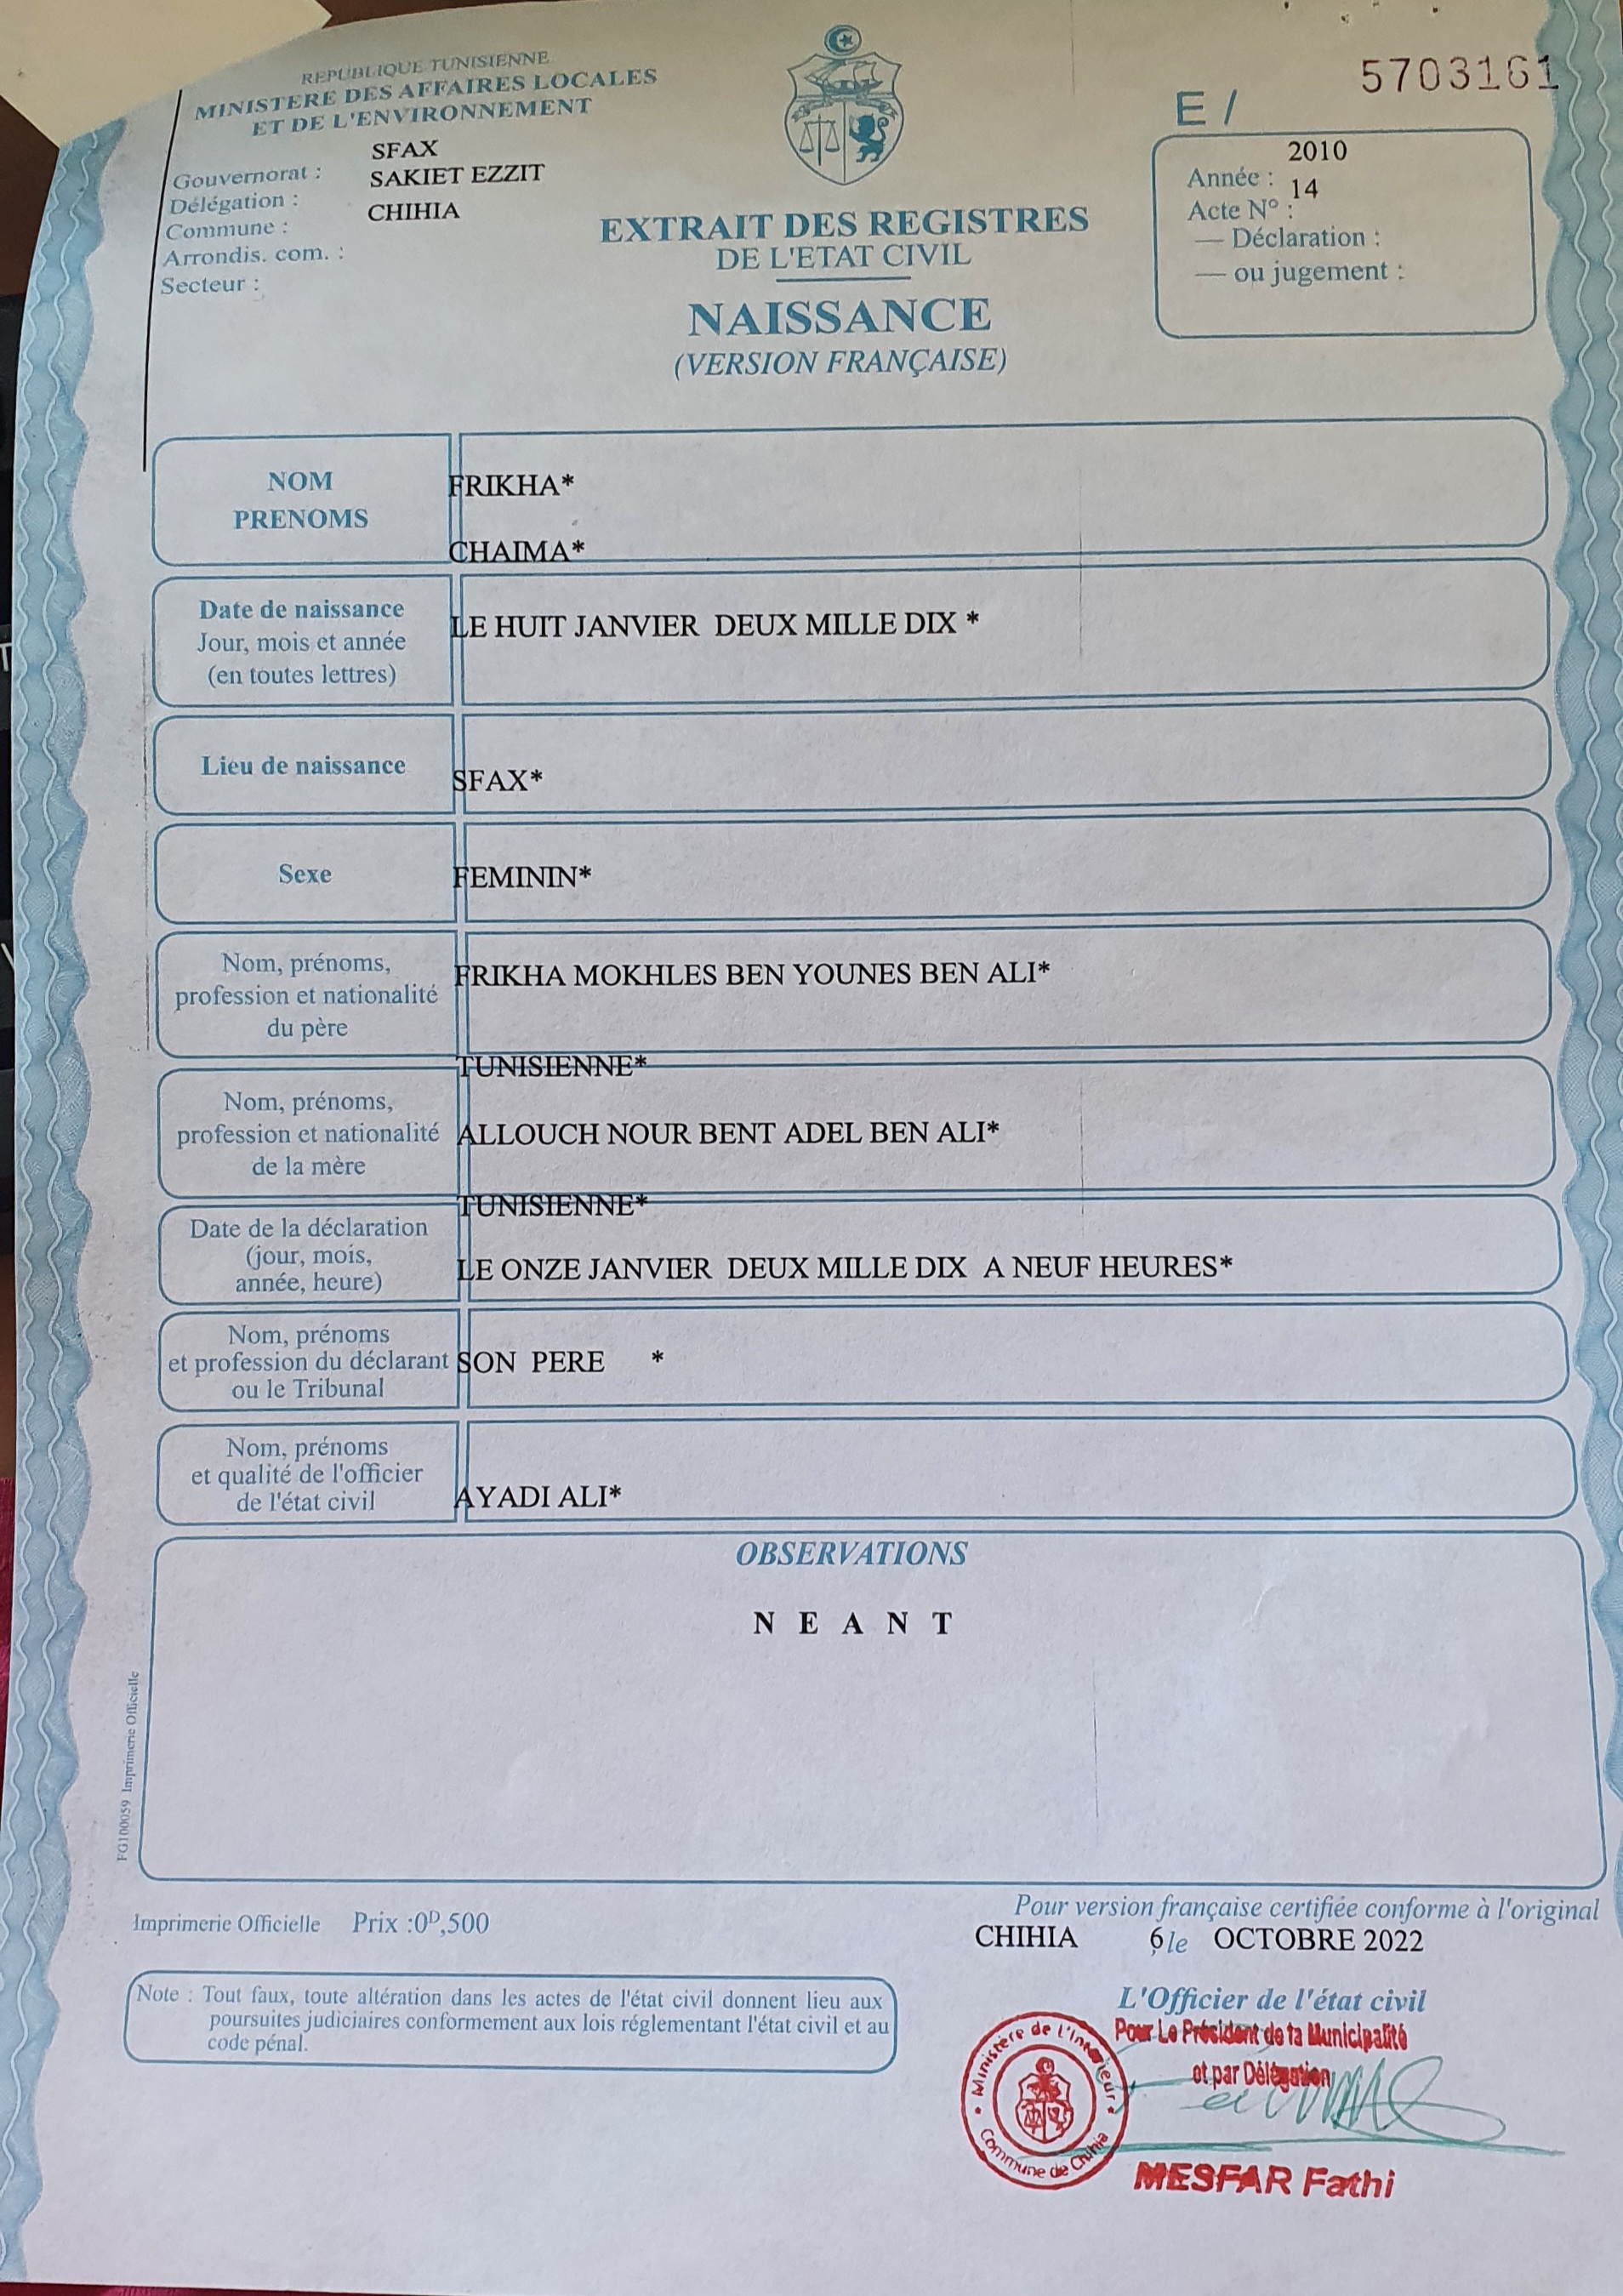 REPUBLIQUE TUNISIENNE
MINISTERE DES AFFAIRES LOCALES
ET DE L'ENVIRONNEMENT
SFAX
Gouvernorat :
SAKIET EZZIT
Délégation :
CHIHIA
Commune :
Arrondis. com. :
Secteur :
EXTRAIT DES REGISTRES
DE L'ETAT CIVIL
NAISSANCE
(VERSION FRANÇAISE)
5703161
E /
2010
Année :
14
Acte N° :
— Déclaration :
— ou jugement :
NOM
PRENOMS
FRIKHA*
CHAIMA*
Date de naissance
Jour, mois et année
(en toutes lettres)
LE HUIT JANVIER DEUX MILLE DIX *
Lieu de naissance
SFAX*
Sexe
FEMININ*
Nom, prénoms,
profession et nationalité
du père
FRIKHA MOKHLES BEN YOUNES BEN ALI*
TUNISIENNE*
Nom, prénoms,
profession et nationalité
de la mère
ALLOUCH NOUR BENT ADEL BEN ALI*
TUNISIENNE*
Date de la déclaration
(jour, mois,
année, heure)
LE ONZE JANVIER DEUX MILLE DIX A NEUF HEURES*
Nom, prénoms
et profession du déclarant
ou le Tribunal
SON PERE *
Nom, prénoms
et qualité de l'officier
de l'état civil
AYADI ALI*
OBSERVATIONS
N E A N T
FG100059 Imprimerie Officielle
Imprimerie Officielle Prix :0ᴰ,500
Pour version française certifiée conforme à l'original
CHIHIA 6 le OCTOBRE 2022
Note : Tout faux, toute altération dans les actes de l'état civil donnent lieu aux
poursuites judiciaires conformement aux lois réglementant l'état civil et au
code pénal.
L'Officier de l'état civil
Pour Le Président de la Municipalité
et par Délégation
Ministère de l'Intérieur
Commune de Chihia
MESFAR Fathi